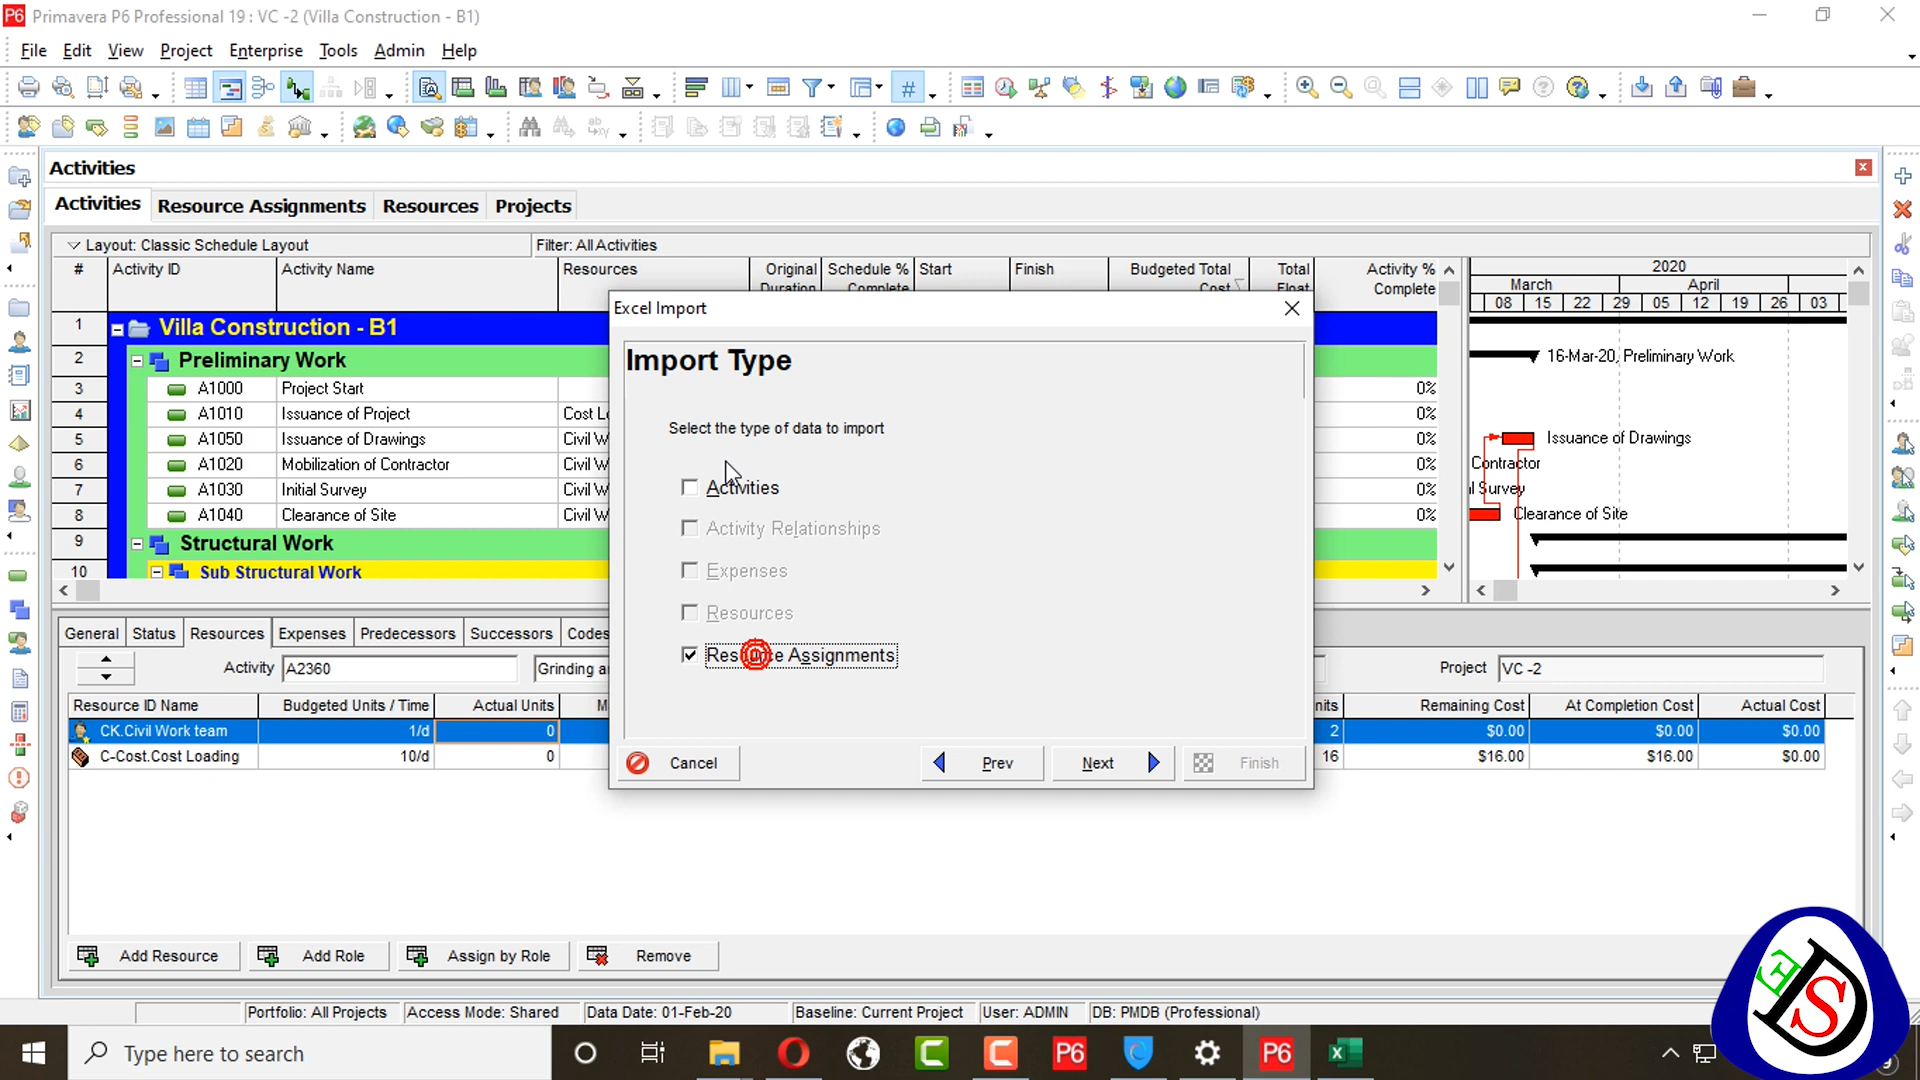 Primavera P6 Professional 19 : VC -2 (Villa Construction - B1)
File Edit View Project Enterprise Tools Admin Help
Activities
Activities Resource Assignments Resources Projects
Layout: Classic Schedule Layout Filter: All Activities
# Activity ID Activity Name Resources Original Duration Schedule % Complete Start Finish Budgeted Total Cost Total Float Activity % Complete
2020
March April
08 15 22 29 05 12 19 26 03
1 Villa Construction - B1
2 Preliminary Work 16-Mar-20, Preliminary Work
3 A1000 Project Start 0%
4 A1010 Issuance of Project Cost Lo 0%
5 A1050 Issuance of Drawings Civil W 0% Issuance of Drawings
6 A1020 Mobilization of Contractor Civil W 0% Contractor
7 A1030 Initial Survey Civil W 0% l Survey
8 A1040 Clearance of Site Civil W 0% Clearance of Site
9 Structural Work
10 Sub Structural Work
Excel Import
Import Type
Select the type of data to import
Activities
Activity Relationships
Expenses
Resources
Resource Assignments
Cancel Prev Next Finish
General Status Resources Expenses Predecessors Successors Codes
Activity A2360 Grinding a Project VC -2
Resource ID Name Budgeted Units / Time Actual Units nits Remaining Cost At Completion Cost Actual Cost
CK.Civil Work team 1/d 0 2 $0.00 $0.00 $0.00
C-Cost.Cost Loading 10/d 0 16 $16.00 $16.00 $0.00
Add Resource Add Role Assign by Role Remove
Portfolio: All Projects Access Mode: Shared Data Date: 01-Feb-20 Baseline: Current Project User: ADMIN DB: PMDB (Professional)
Type here to search